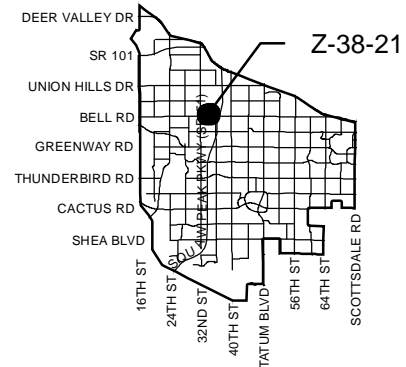 DEER VALLEY DR
Z-38-21
SR 101
UNION HILLS DR
BELL RD
GREENWAY RD
THUNDERBIRD RD
CACTUS RD
SHEA BLVD
16TH ST
24TH ST
32ND ST
40TH ST
TATUM BLVD
56TH ST
64TH ST
SCOTTSDALE RD